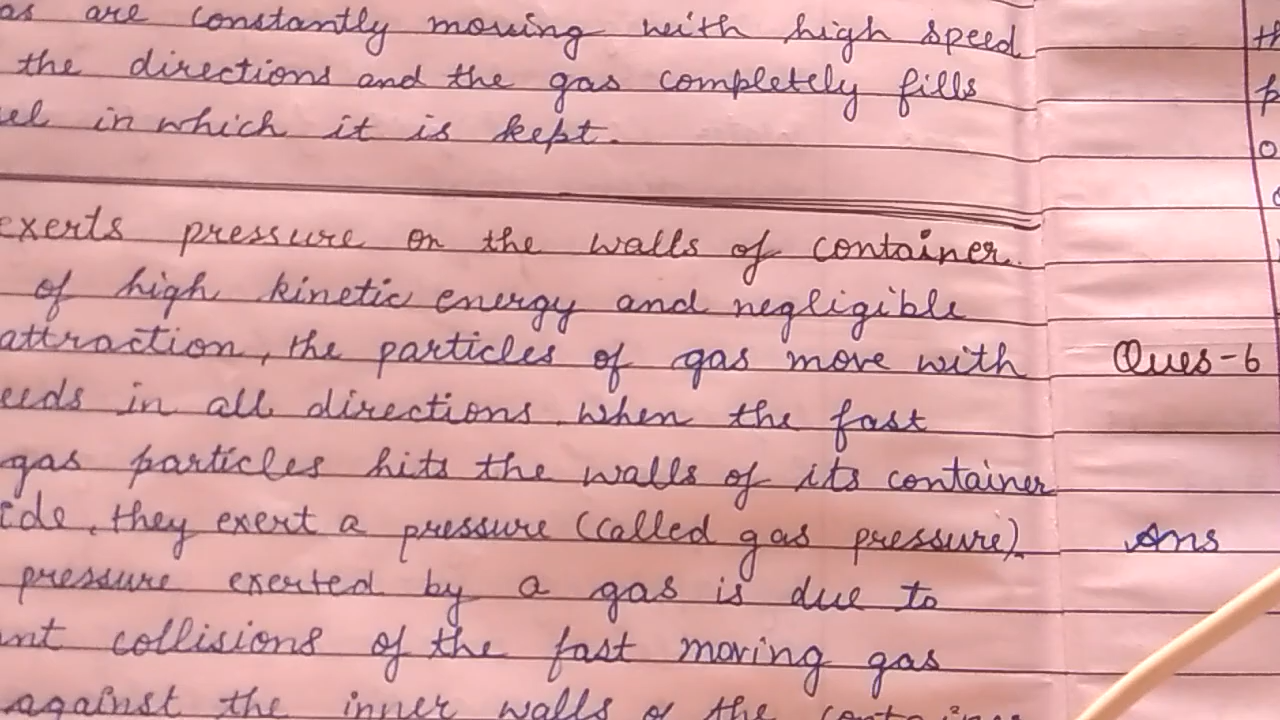 as are constantly moving with high speed
the directions and the gas completely fills
el in which it is kept.
exerts pressure on the walls of container.
of high kinetic energy and negligible
attraction, the particles of gas move with
eeds in all directions. when the fast
gas particles hits the walls of its container
ide, they exert a pressure (called gas pressure).
pressure exerted by a gas is due to
nt collisions of the fast moving gas
against the inner walls of the container
th
p
o
Ques-6
Ans